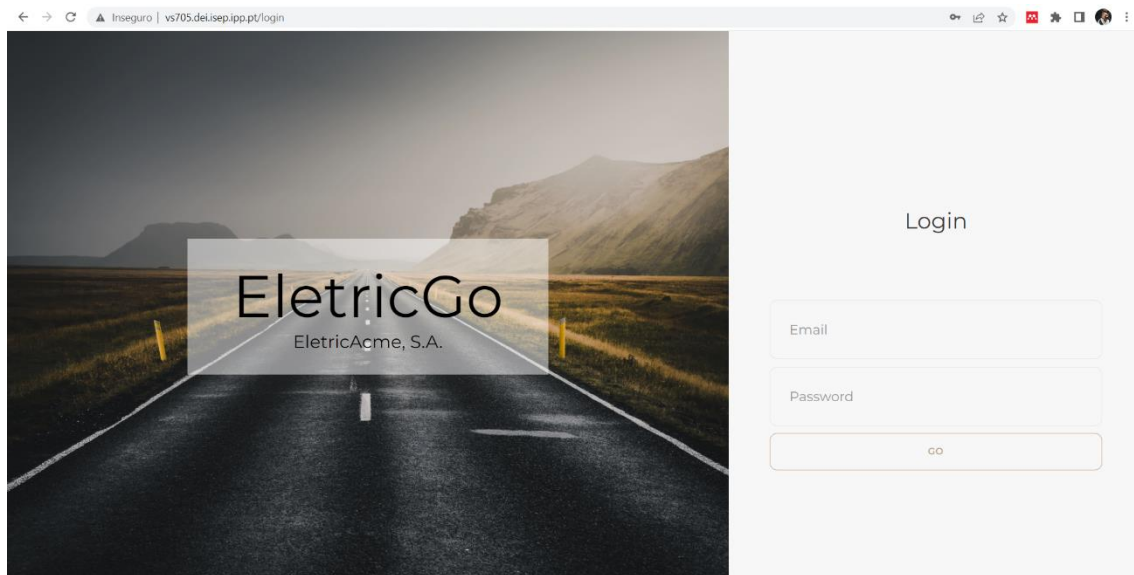 Inseguro | vs705.dei.isep.ipp.pt/login
EletricGo
EletricAcme, S.A.
Login
Email
Password
GO